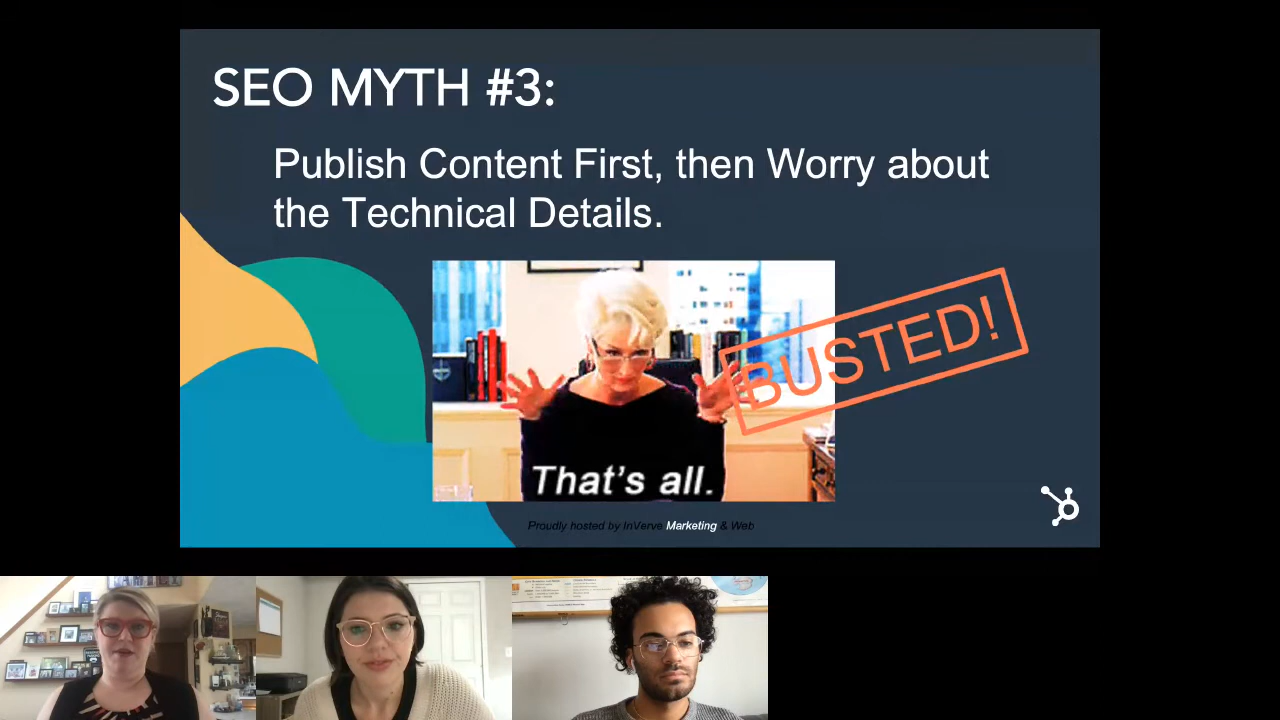 SEO MYTH #3:
Publish Content First, then Worry about
the Technical Details.
BUSTED!
That's all.
Proudly hosted by InVerve Marketing & Web
FAMILY